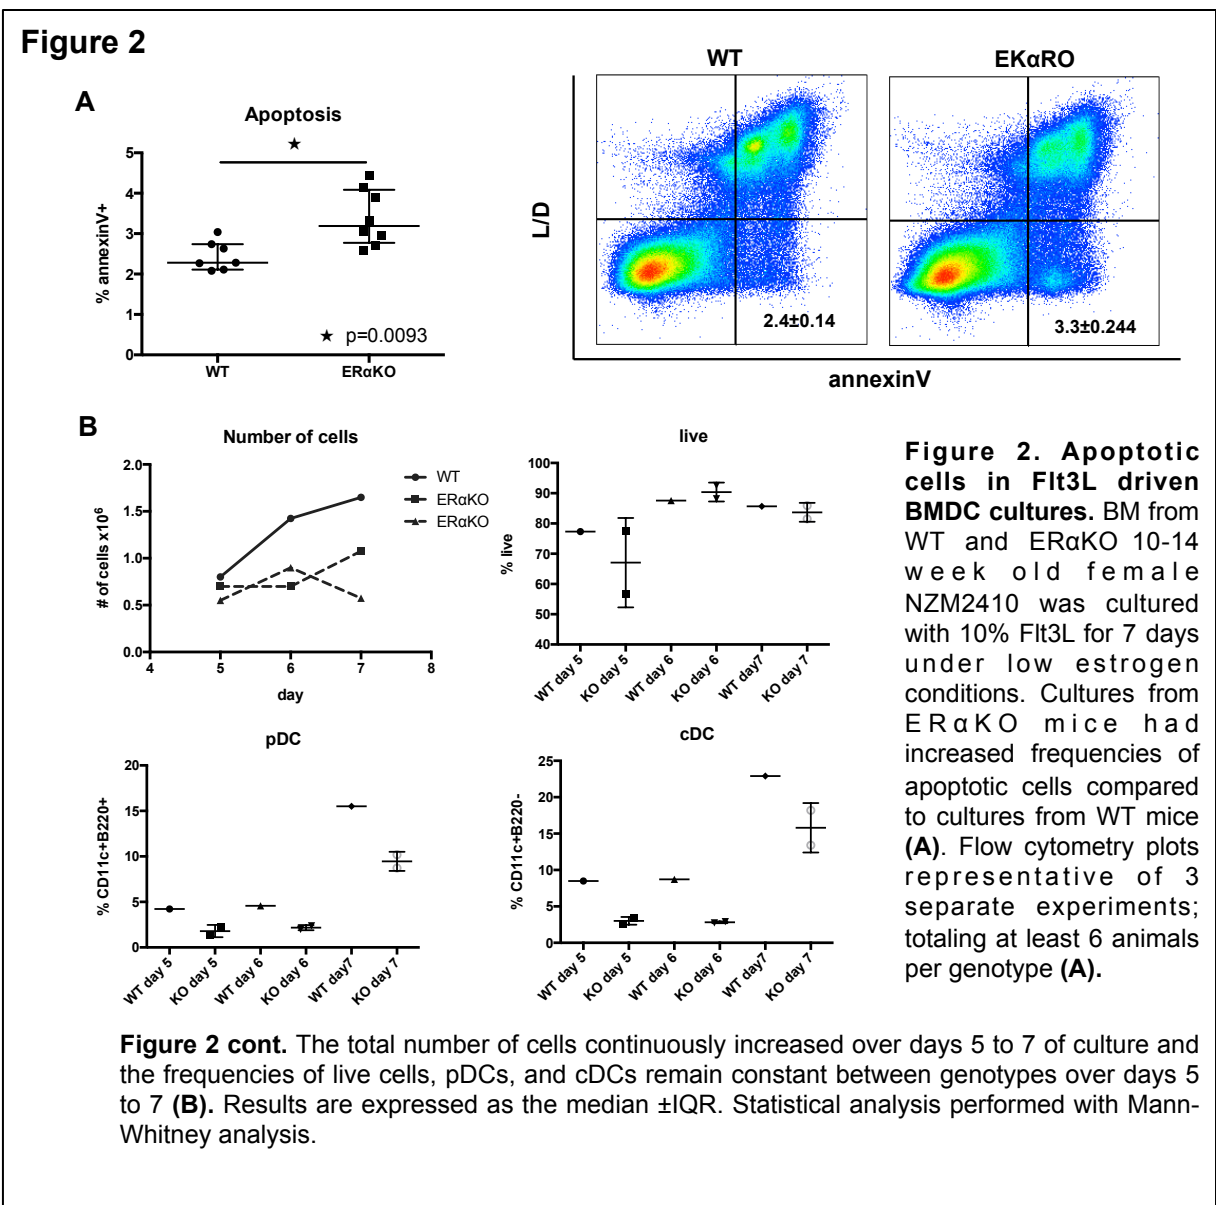 Figure 2
A
Apoptosis
★
5
4
3
2
1
0
% annexinV+
★ p=0.0093
WT
ERαKO
WT
EKαRO
L/D
2.4±0.14
3.3±0.244
annexinV
B
Number of cells
2.0
1.5
1.0
0.5
0.0
# of cells x10⁶
4 5 6 7 8
day
WT
ERαKO
ERαKO
live
100
90
80
70
60
50
40
% live
WT day 5
KO day 5
WT day 6
KO day 6
WT day7
KO day 7
pDC
20
15
10
5
0
% CD11c+B220+
WT day 5
KO day 5
WT day 6
KO day 6
WT day7
KO day 7
cDC
25
20
15
10
5
0
% CD11c+B220-
WT day 5
KO day 5
WT day 6
KO day 6
WT day7
KO day 7
Figure 2. Apoptotic
cells in Flt3L driven
BMDC cultures. BM from
WT and ERαKO 10-14
week old female
NZM2410 was cultured
with 10% Flt3L for 7 days
under low estrogen
conditions. Cultures from
ERαKO mice had
increased frequencies of
apoptotic cells compared
to cultures from WT mice
(A). Flow cytometry plots
representative of 3
separate experiments;
totaling at least 6 animals
per genotype (A).
Figure 2 cont. The total number of cells continuously increased over days 5 to 7 of culture and
the frequencies of live cells, pDCs, and cDCs remain constant between genotypes over days 5
to 7 (B). Results are expressed as the median ±IQR. Statistical analysis performed with Mann-
Whitney analysis.